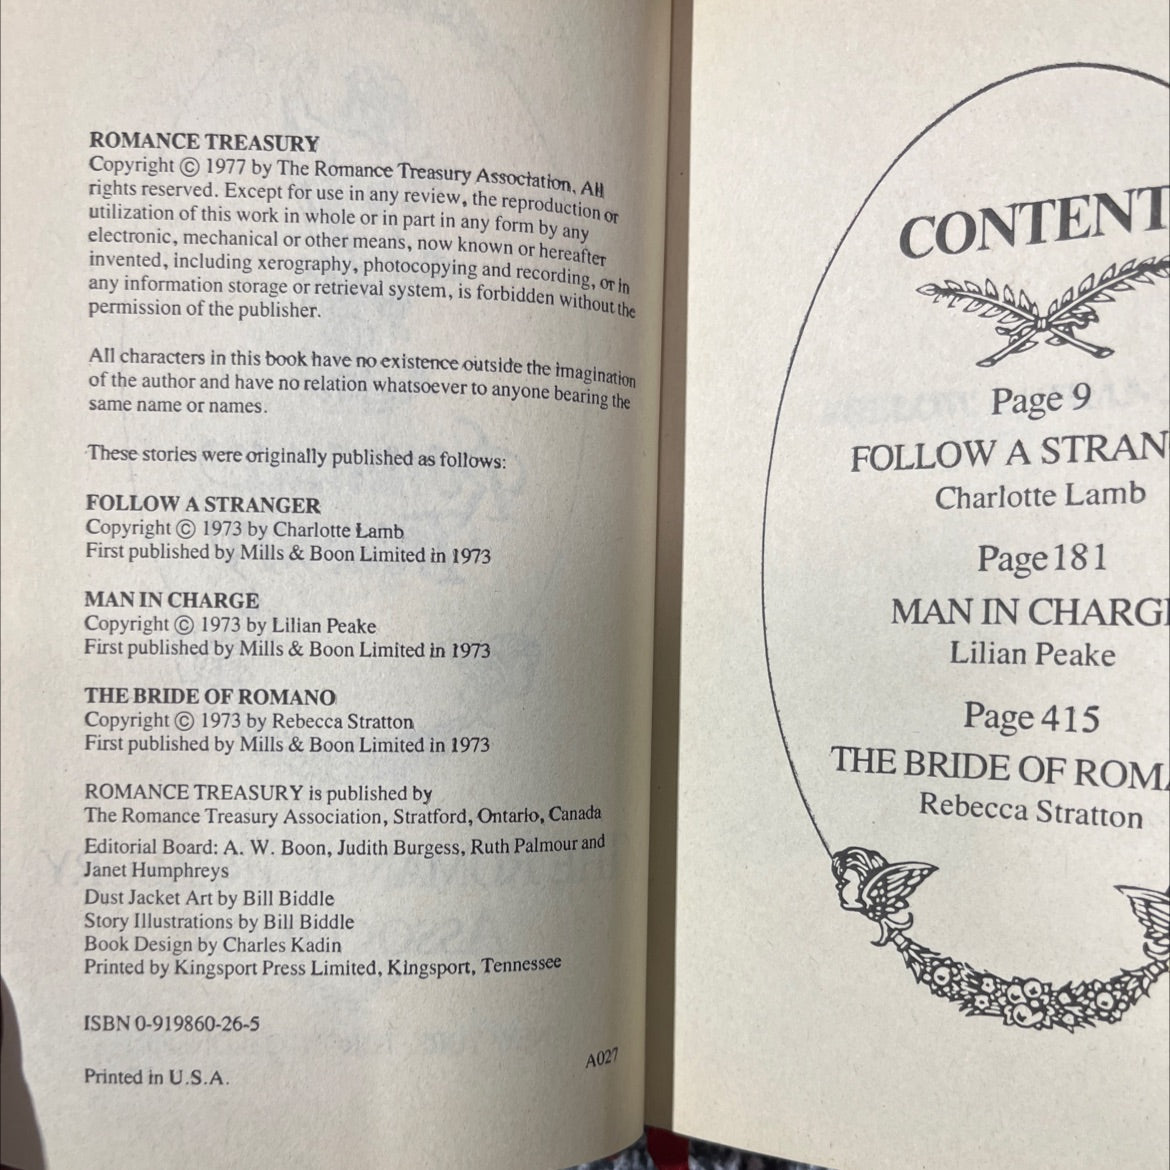 ROMANCE TREASURY
Copyright © 1977 by The Romance Treasury Association. All
rights reserved. Except for use in any review, the reproduction or
utilization of this work in whole or in part in any form by any
electronic, mechanical or other means, now known or hereafter
invented, including xerography, photocopying and recording, or in
any information storage or retrieval system, is forbidden without the
permission of the publisher.
All characters in this book have no existence outside the imagination
of the author and have no relation whatsoever to anyone bearing the
same name or names.
These stories were originally published as follows:
FOLLOW A STRANGER
Copyright © 1973 by Charlotte Lamb
First published by Mills & Boon Limited in 1973
MAN IN CHARGE
Copyright © 1973 by Lilian Peake
First published by Mills & Boon Limited in 1973
THE BRIDE OF ROMANO
Copyright © 1973 by Rebecca Stratton
First published by Mills & Boon Limited in 1973
ROMANCE TREASURY is published by
The Romance Treasury Association, Stratford, Ontario, Canada
Editorial Board: A. W. Boon, Judith Burgess, Ruth Palmour and
Janet Humphreys
Dust Jacket Art by Bill Biddle
Story Illustrations by Bill Biddle
Book Design by Charles Kadin
Printed by Kingsport Press Limited, Kingsport, Tennessee
ISBN 0-919860-26-5
A027
Printed in U.S.A.
CONTENT
Page 9
FOLLOW A STRAN
Charlotte Lamb
Page 181
MAN IN CHARG
Lilian Peake
Page 415
THE BRIDE OF ROMA
Rebecca Stratton